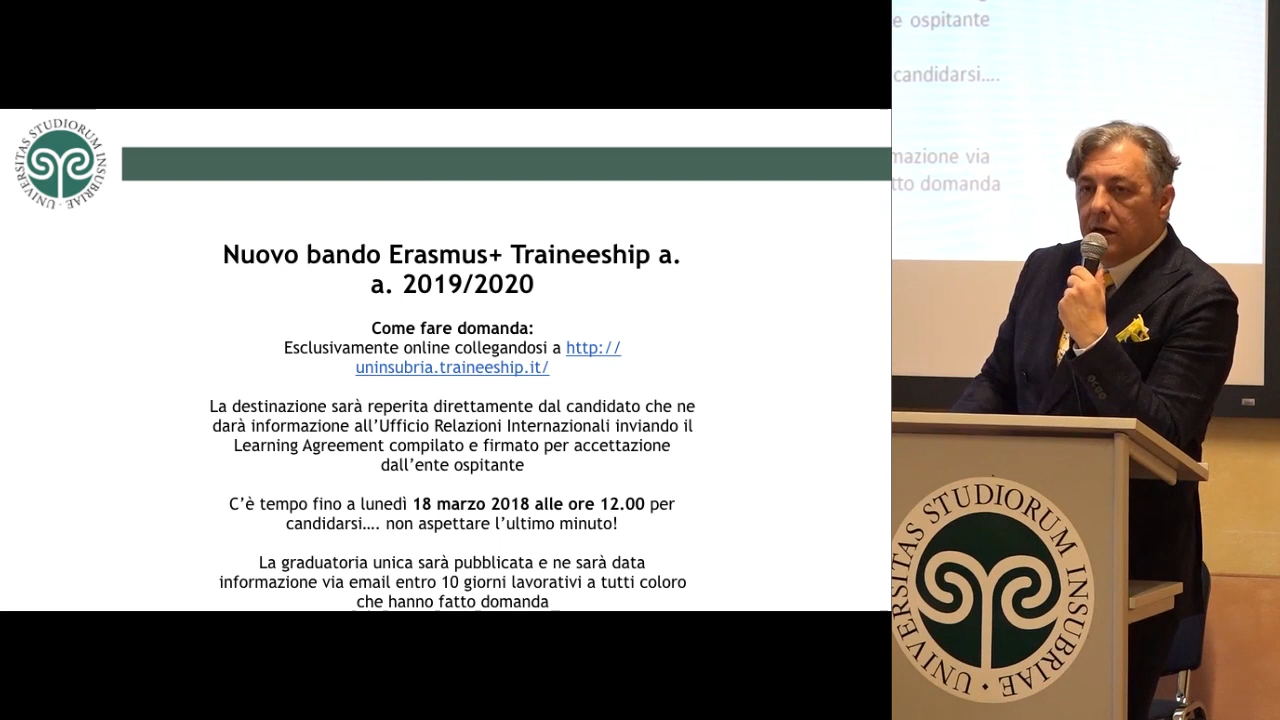 UNIVERSITAS STUDIORUM INSUBRIAE
Nuovo bando Erasmus+ Traineeship a.
a. 2019/2020
Come fare domanda:
Esclusivamente online collegandosi a http://
uninsubria.traineeship.it/
La destinazione sarà reperita direttamente dal candidato che ne
darà informazione all’Ufficio Relazioni Internazionali inviando il
Learning Agreement compilato e firmato per accettazione
dall’ente ospitante
C’è tempo fino a lunedì 18 marzo 2018 alle ore 12.00 per
candidarsi…. non aspettare l’ultimo minuto!
La graduatoria unica sarà pubblicata e ne sarà data
informazione via email entro 10 giorni lavorativi a tutti coloro
che hanno fatto domanda
e ospitante
candidarsi….
mazione via
tto domanda
UNIVERSITAS STUDIORUM INSUBRIAE